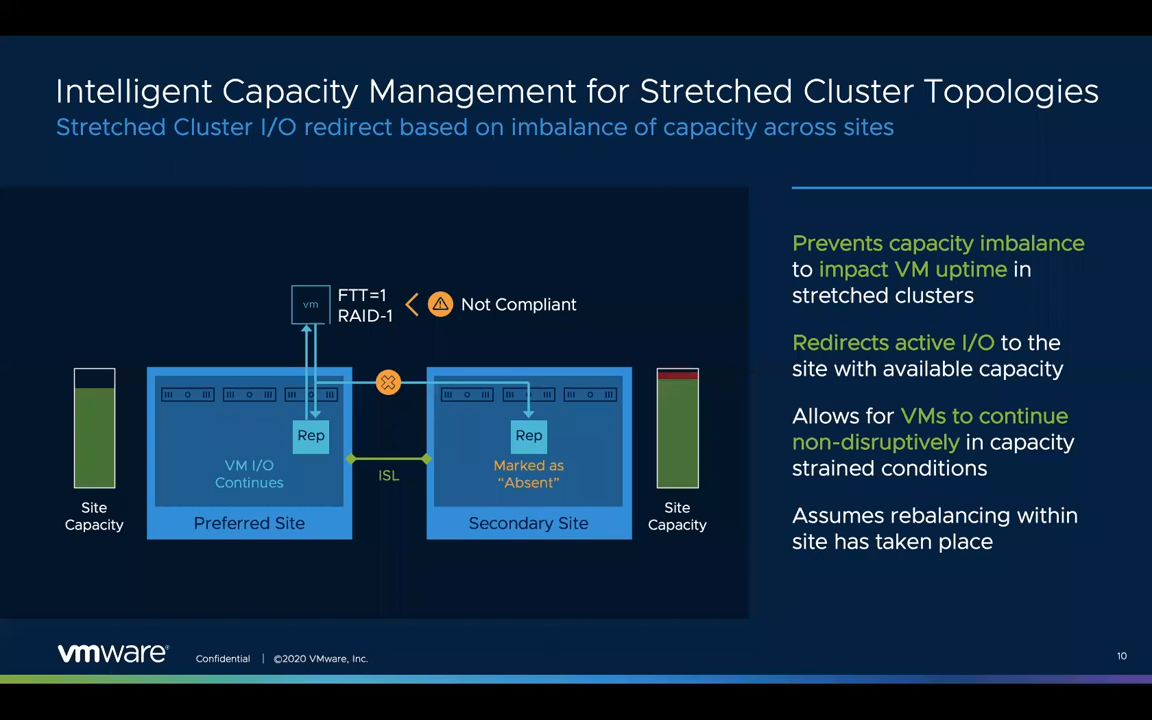 Intelligent Capacity Management for Stretched Cluster Topologies
Stretched Cluster I/O redirect based on imbalance of capacity across sites
vm
FTT=1
RAID-1
Not Compliant
Rep
VM I/O
Continues
Preferred Site
Site
Capacity
ISL
Rep
Marked as
“Absent”
Secondary Site
Site
Capacity
Prevents capacity imbalance
to impact VM uptime in
stretched clusters
Redirects active I/O to the
site with available capacity
Allows for VMs to continue
non-disruptively in capacity
strained conditions
Assumes rebalancing within
site has taken place
vmware®
Confidential | ©2020 VMware, Inc.
10